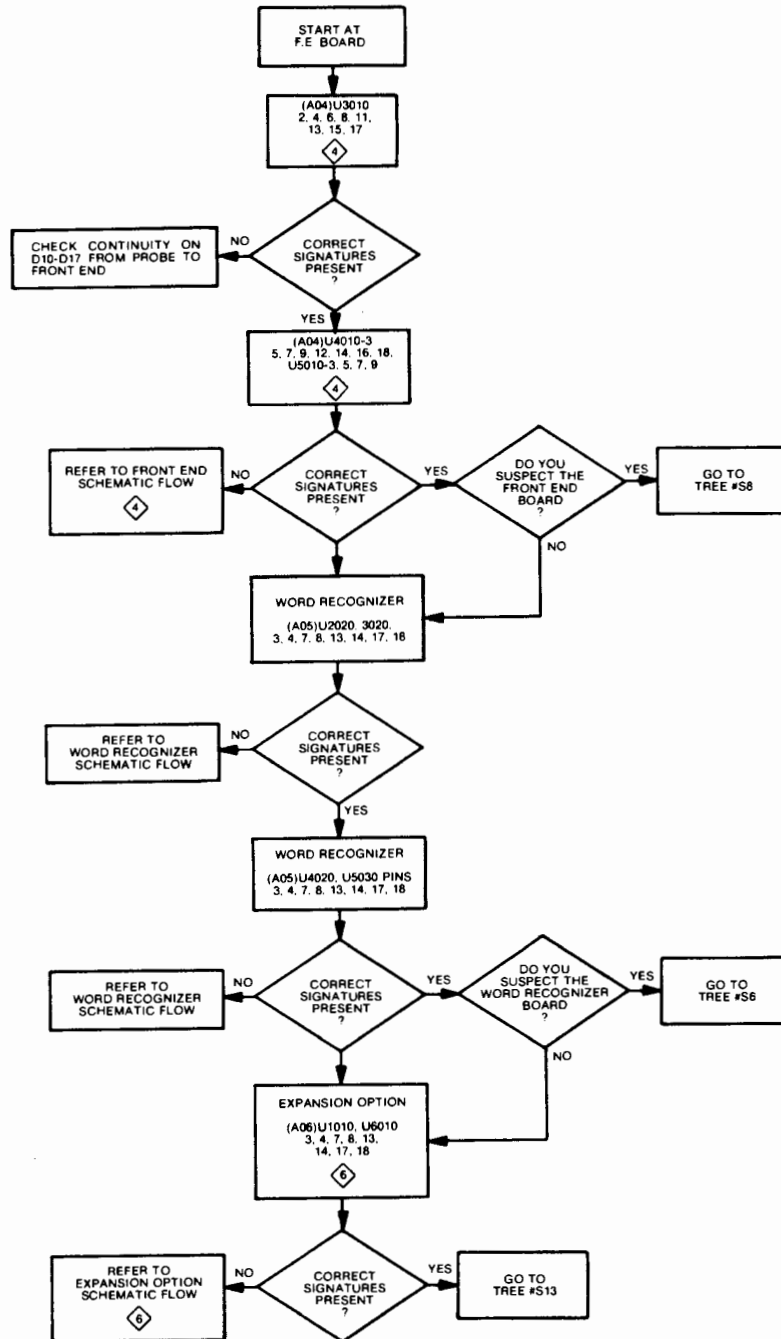 START AT
F.E BOARD
(A04)U3010
2, 4, 6, 8, 11,
13, 15, 17
4
CORRECT
SIGNATURES
PRESENT
?
NO
CHECK CONTINUITY ON
D10-D17 FROM PROBE TO
FRONT END
YES
(A04)U4010-3
5, 7, 9, 12, 14, 16, 18,
U5010-3, 5, 7, 9
4
CORRECT
SIGNATURES
PRESENT
?
NO
REFER TO FRONT END
SCHEMATIC FLOW
4
YES
DO YOU
SUSPECT THE
FRONT END
BOARD
?
YES
GO TO
TREE #S8
NO
WORD RECOGNIZER
(A05)U2020, 3020,
3, 4, 7, 8, 13, 14, 17, 18
CORRECT
SIGNATURES
PRESENT
?
NO
REFER TO
WORD RECOGNIZER
SCHEMATIC FLOW
YES
WORD RECOGNIZER
(A05)U4020, U5030 PINS
3, 4, 7, 8, 13, 14, 17, 18
CORRECT
SIGNATURES
PRESENT
?
NO
REFER TO
WORD RECOGNIZER
SCHEMATIC FLOW
YES
DO YOU
SUSPECT THE
WORD RECOGNIZER
BOARD
?
YES
GO TO
TREE #S6
NO
EXPANSION OPTION
(A06)U1010, U6010
3, 4, 7, 8, 13,
14, 17, 18
6
CORRECT
SIGNATURES
PRESENT
?
NO
REFER TO
EXPANSION OPTION
SCHEMATIC FLOW
6
YES
GO TO
TREE #S13